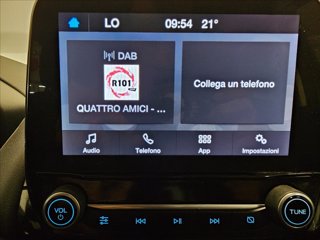 LO 09:54 21°
DAB
R101
QUATTRO AMICI - ...
Collega un telefono
Audio Telefono App Impostazioni
VOL TUNE